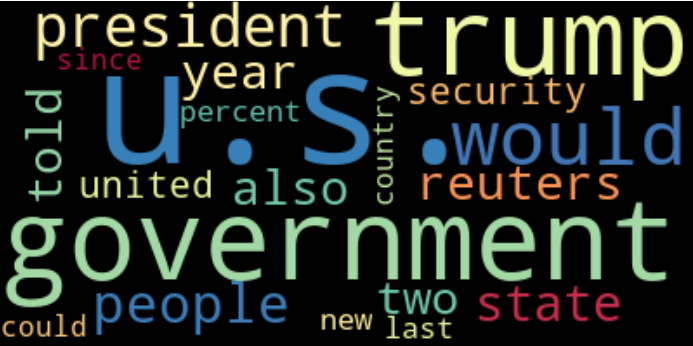 president
trump
since
year
u.s.
percent
security
told
country
would
united
also
reuters
government
people
two
state
could
new
last